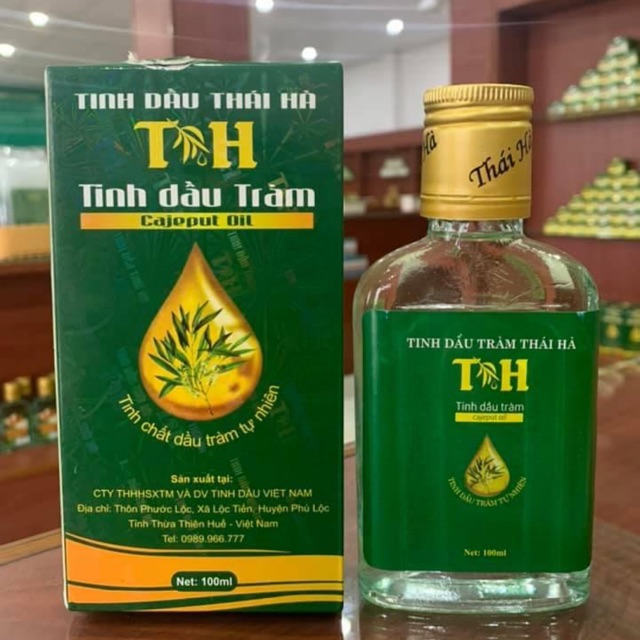 TINH DẦU THÁI HÀ
T H
Tinh dầu Tràm
Cajeput Oil
Tinh chất dầu tràm tự nhiên
Sản xuất tại:
CTY THHHSXTM VÀ DV TINH DẦU VIỆT NAM
Địa chỉ: Thôn Phước Lộc, Xã Lộc Tiến, Huyện Phú Lộc
Tỉnh Thừa Thiên Huế - Việt Nam
Tel: 0989.966.777
Net: 100ml
Hà
Thái Hà
TINH DẦU TRÀM THÁI HÀ
T H
Tinh dầu tràm
Cajeput oil
TINH DẦU TRÀM TỰ NHIÊN
Net: 100ml